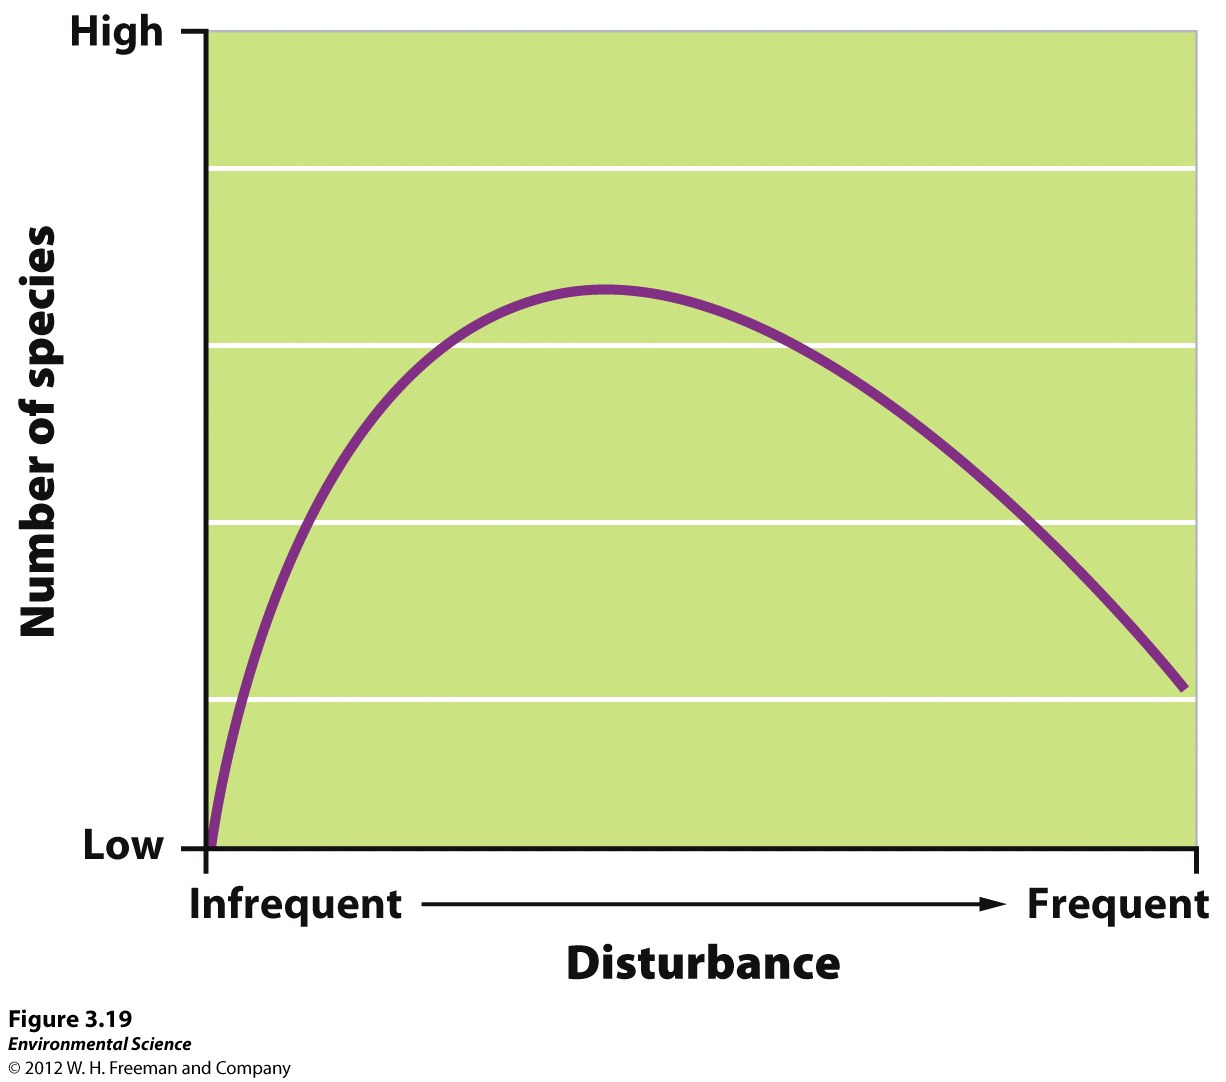 High
Number of species
Low
Infrequent
Frequent
Disturbance
Figure 3.19
Environmental Science
© 2012 W. H. Freeman and Company